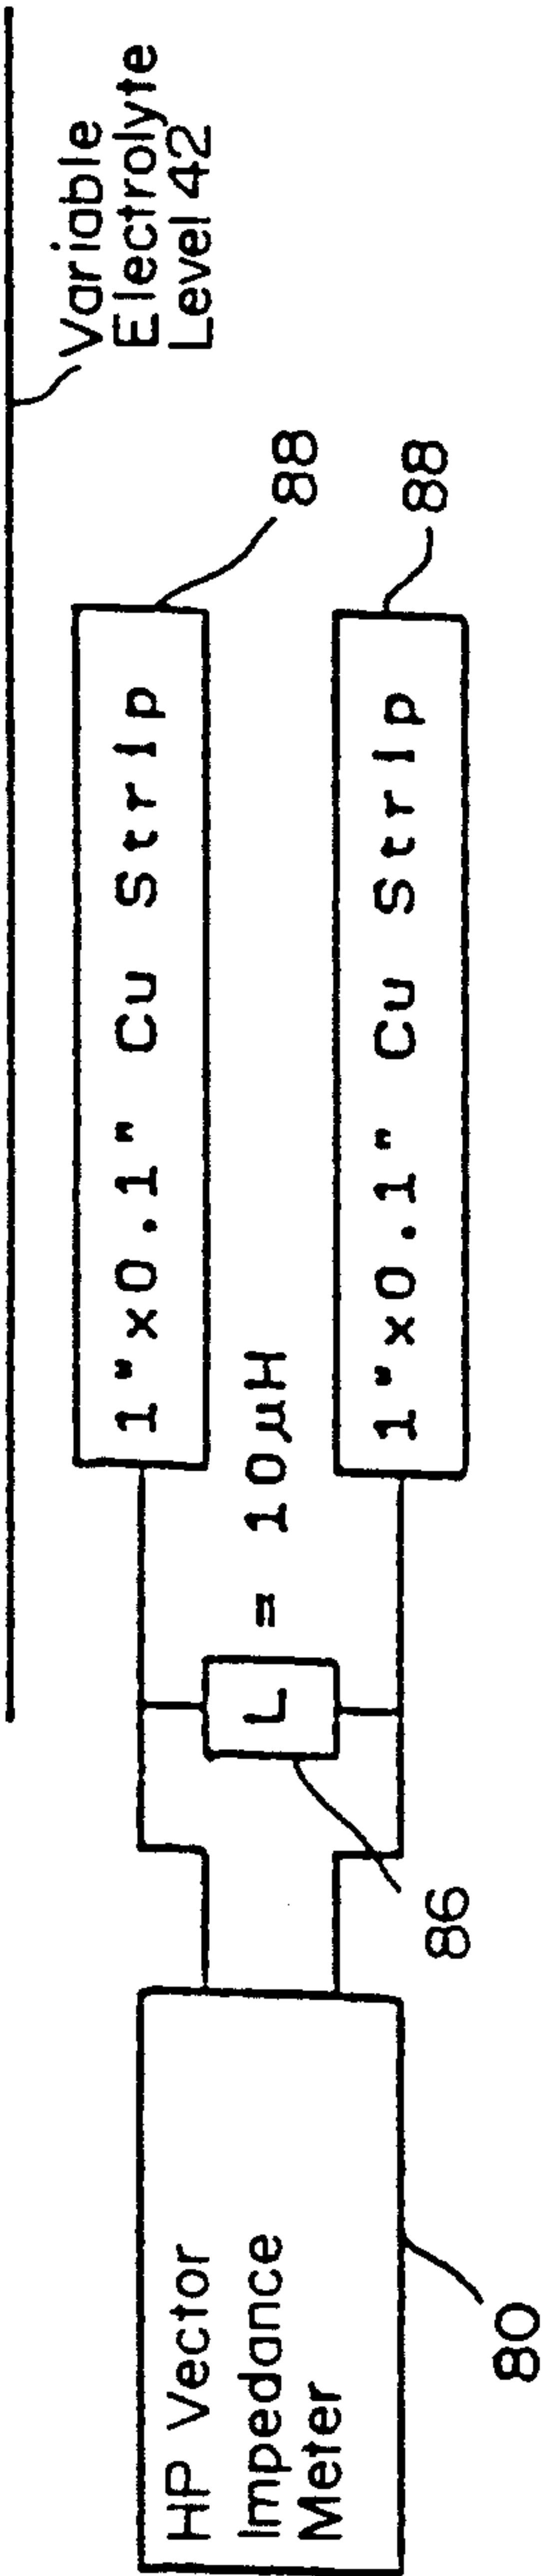 Variable
Electrolyte
Level 42
88
1"x0.1" Cu Strip
88
1"x0.1" Cu Strip
L = 10μH
86
HP Vector
Impedance
Meter
80